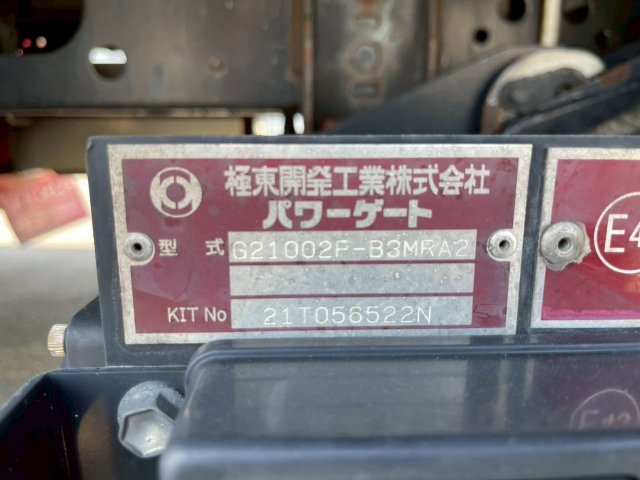 極東開発工業株式会社
パワーゲート
型 式 G21002F-B3MRA2
KIT No 21T056522N
E4